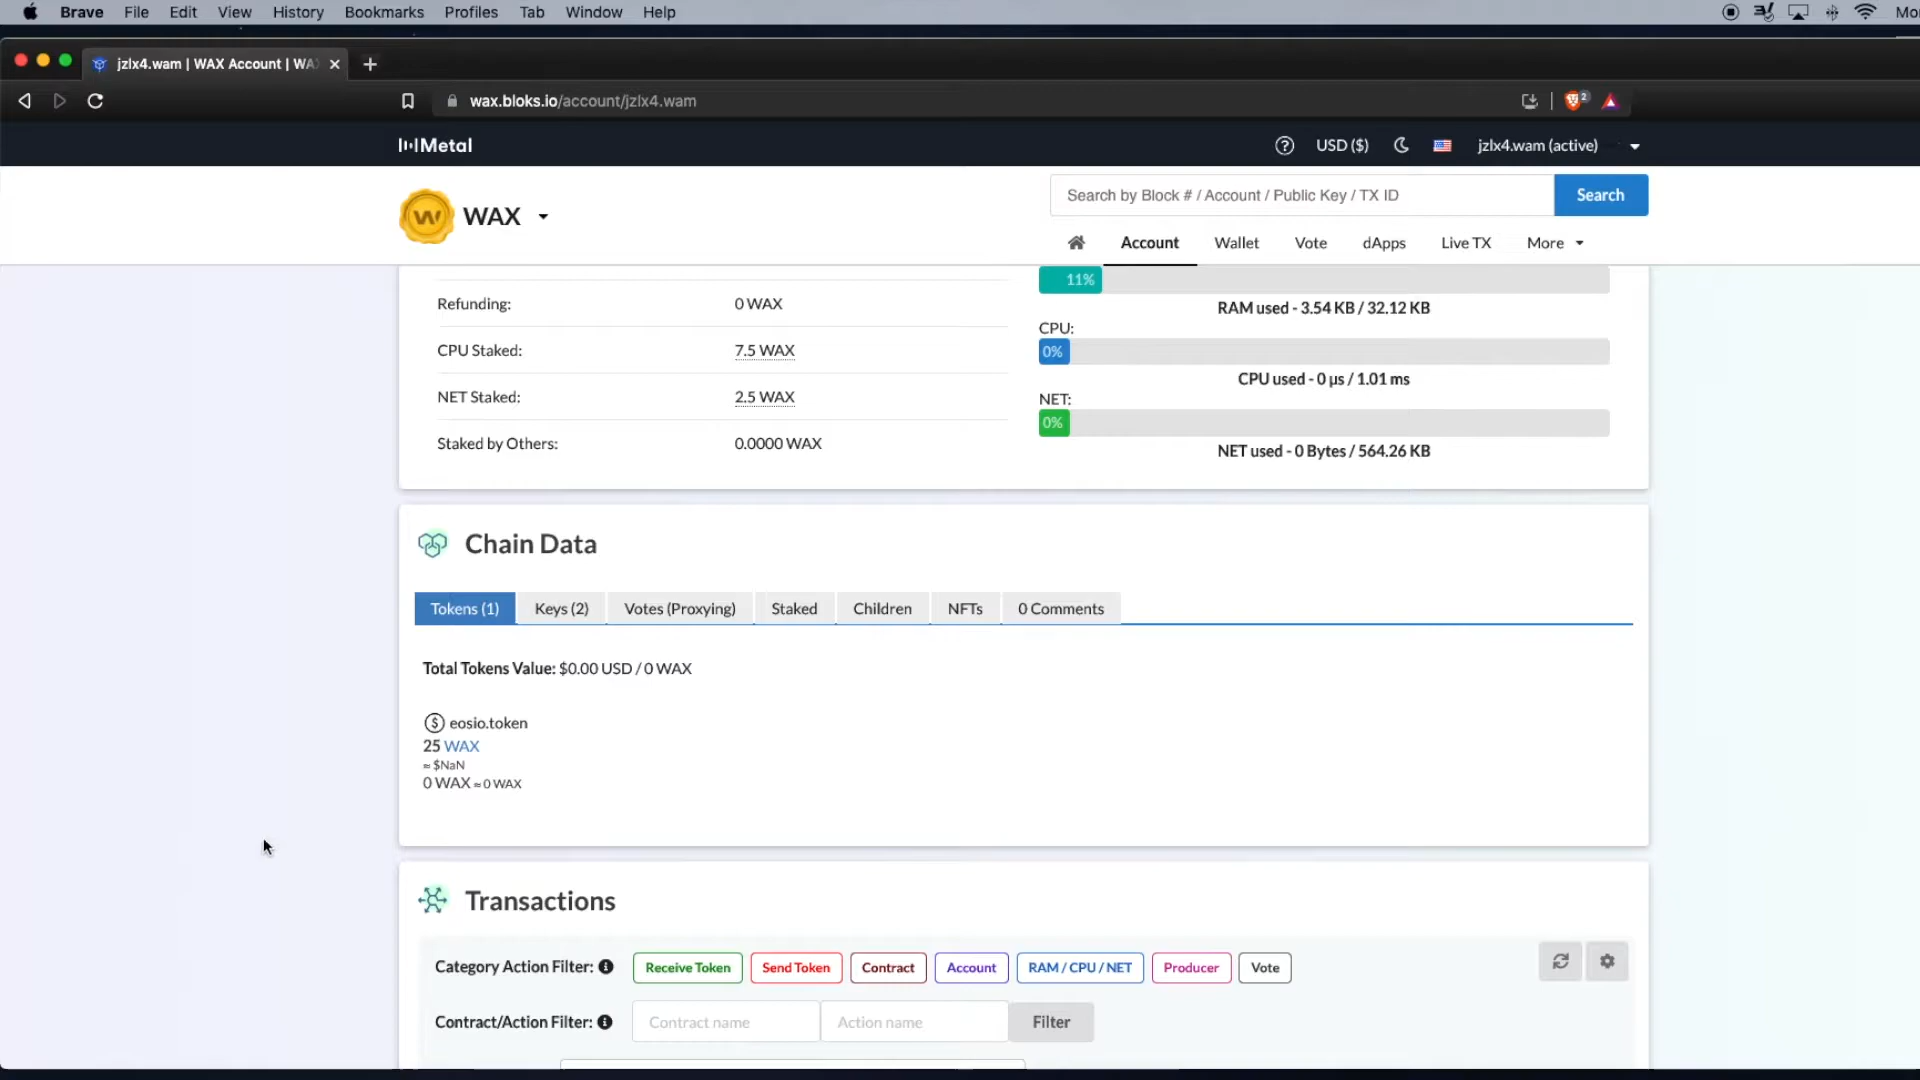 Brave File Edit View History Bookmarks Profiles Tab Window Help
jzlx4.wam | WAX Account | WA
wax.bloks.io/account/jzlx4.wam
2
Metal
USD ($)
jzlx4.wam (active)
WAX
Search by Block # / Account / Public Key / TX ID
Search
Account Wallet Vote dApps Live TX More
11%
Refunding: 0 WAX
RAM used - 3.54 KB / 32.12 KB
CPU:
CPU Staked: 7.5 WAX
0%
CPU used - 0 µs / 1.01 ms
NET Staked: 2.5 WAX
NET:
0%
Staked by Others: 0.0000 WAX
NET used - 0 Bytes / 564.26 KB
Chain Data
Tokens (1) Keys (2) Votes (Proxying) Staked Children NFTs 0 Comments
Total Tokens Value: $0.00 USD / 0 WAX
eosio.token
25 WAX
≈ $NaN
0 WAX ≈ 0 WAX
Transactions
Category Action Filter: Receive Token Send Token Contract Account RAM / CPU / NET Producer Vote
Contract/Action Filter: Contract name Action name Filter